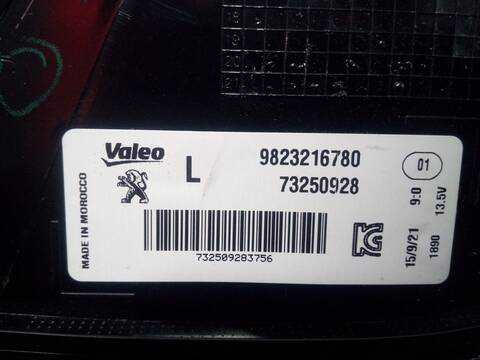 Valeo
L
9823216780
73250928
01
MADE IN MOROCCO
732509283756
15/9/21 9:0
1890 13.5V